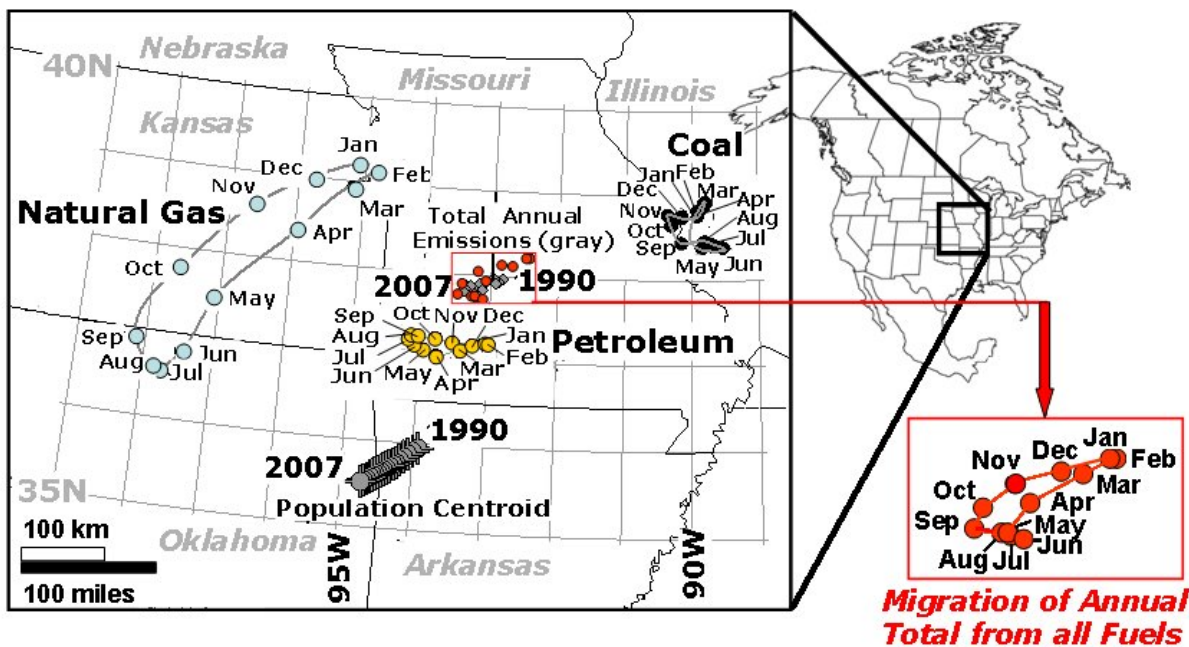 Nebraska
40N
Missouri
Illinois
Kansas
Coal
Jan
Feb
Dec
Nov
Mar
Apr
Natural Gas
Oct
May
Sep
Aug
Jul
Jun
JanFeb
Dec
Mar
Nov
Apr
Oct
Aug
Sep
Jul
May Jun
Total Annual
Emissions (gray)
2007
1990
Petroleum
Sep
Oct
Nov
Dec
Aug
Jan
Jul
Feb
Jun
May
Mar
Apr
1990
2007
Population Centroid
35N
100 km
100 miles
Oklahoma
95W
Arkansas
90W
Jan
Dec
Feb
Nov
Mar
Oct
Apr
Sep
May
Jun
Aug
Jul
Migration of Annual
Total from all Fuels